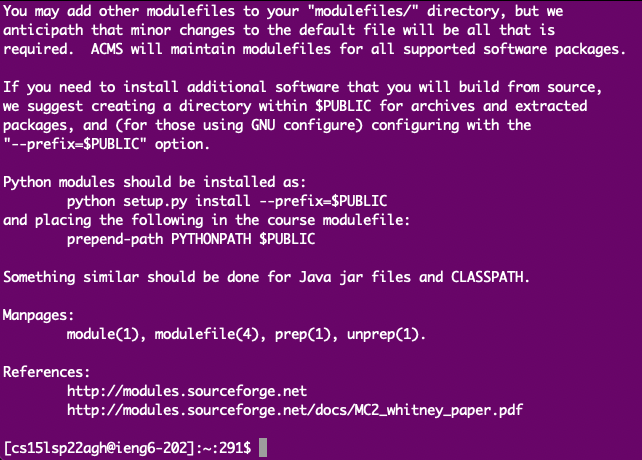 You may add other modulefiles to your "modulefiles/" directory, but we
anticipath that minor changes to the default file will be all that is
required.  ACMS will maintain modulefiles for all supported software packages.

If you need to install additional software that you will build from source,
we suggest creating a directory within $PUBLIC for archives and extracted
packages, and (for those using GNU configure) configuring with the
"--prefix=$PUBLIC" option.

Python modules should be installed as:
        python setup.py install --prefix=$PUBLIC
and placing the following in the course modulefile:
        prepend-path PYTHONPATH $PUBLIC

Something similar should be done for Java jar files and CLASSPATH.

Manpages:
        module(1), modulefile(4), prep(1), unprep(1).

References:
        http://modules.sourceforge.net
        http://modules.sourceforge.net/docs/MC2_whitney_paper.pdf

[cs15lsp22agh@ieng6-202]:~:291$